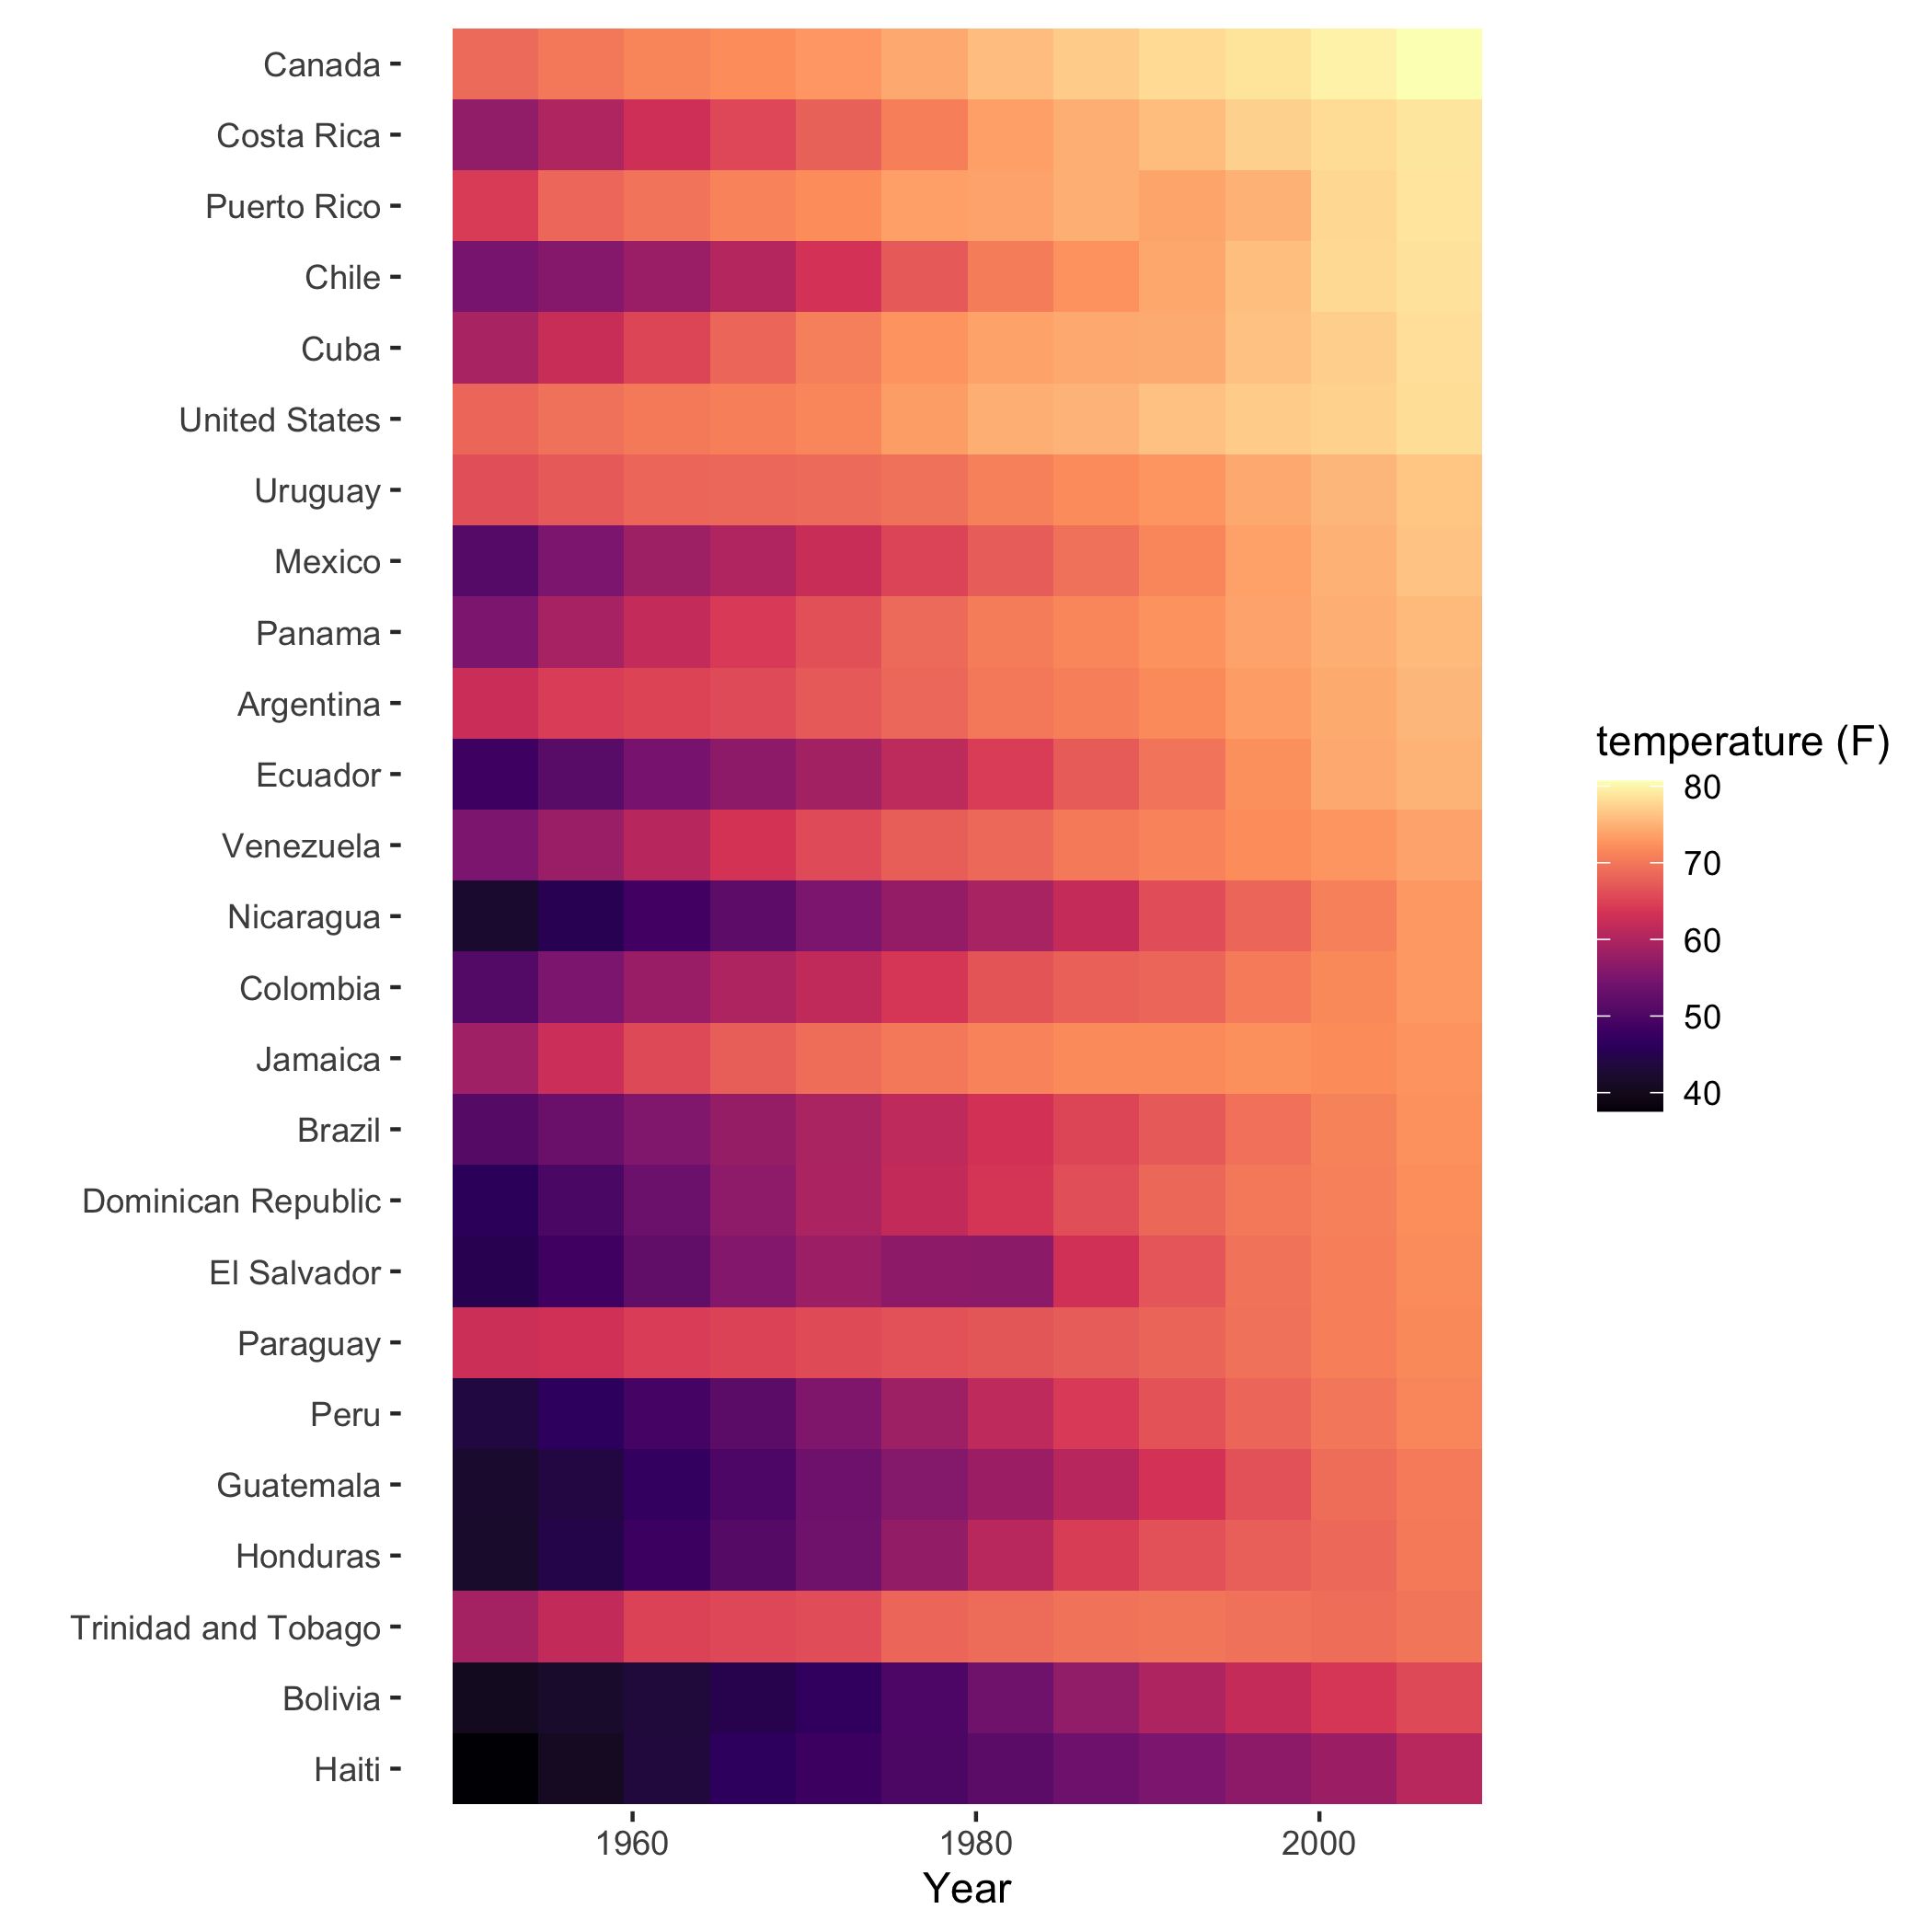 Canada
Costa Rica
Puerto Rico
Chile
Cuba
United States
Uruguay
Mexico
Panama
Argentina
Ecuador
Venezuela
Nicaragua
Colombia
Jamaica
Brazil
Dominican Republic
El Salvador
Paraguay
Peru
Guatemala
Honduras
Trinidad and Tobago
Bolivia
Haiti
1960 1980 2000
Year
temperature (F)
80
70
60
50
40